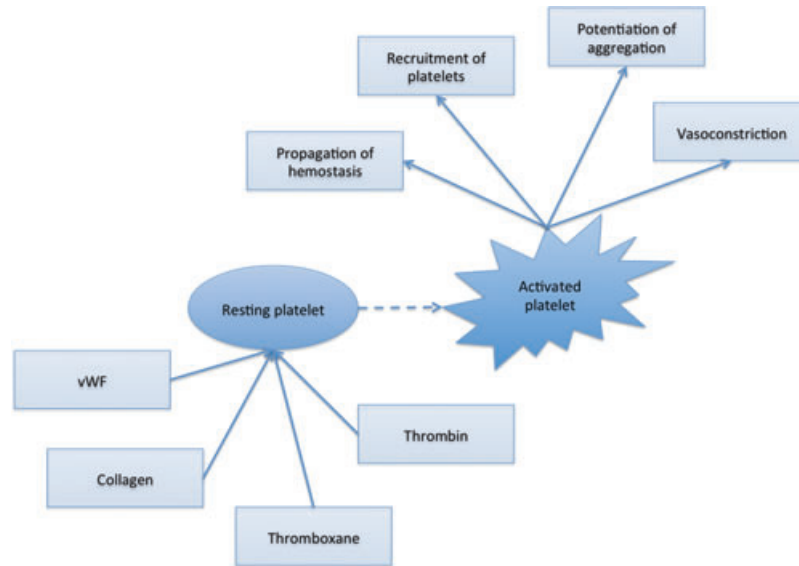 Potentiation of
aggregation
Recruitment of
platelets
Vasoconstriction
Propagation of
hemostasis
Activated
platelet
Resting platelet
vWF
Thrombin
Collagen
Thromboxane